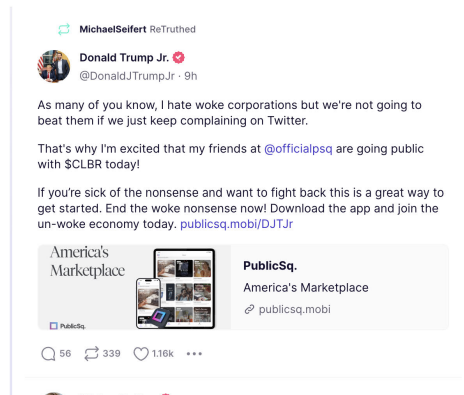 MichaelSeifert ReTruthed
Donald Trump Jr.
@DonaldJTrumpJr · 9h
As many of you know, I hate woke corporations but we're not going to
beat them if we just keep complaining on Twitter.
That's why I'm excited that my friends at @officialpsq are going public
with $CLBR today!
If you’re sick of the nonsense and want to fight back this is a great way to
get started. End the woke nonsense now! Download the app and join the
un-woke economy today. publicsq.mobi/DJTJr
America's
Marketplace
PublicSq.
PublicSq.
America's Marketplace
publicsq.mobi
56 339 1.16k